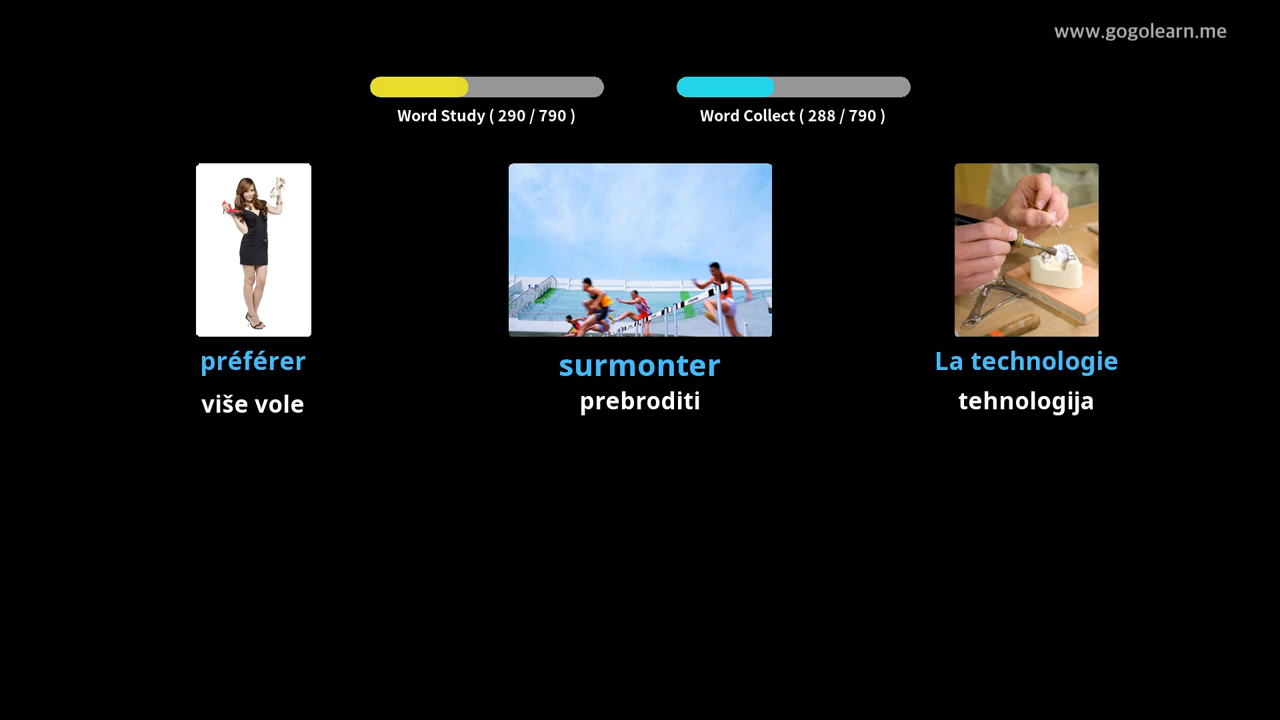 www.gogolearn.me
Word Study ( 290 / 790 )
Word Collect ( 288 / 790 )
préférer
više vole
surmonter
prebroditi
La technologie
tehnologija